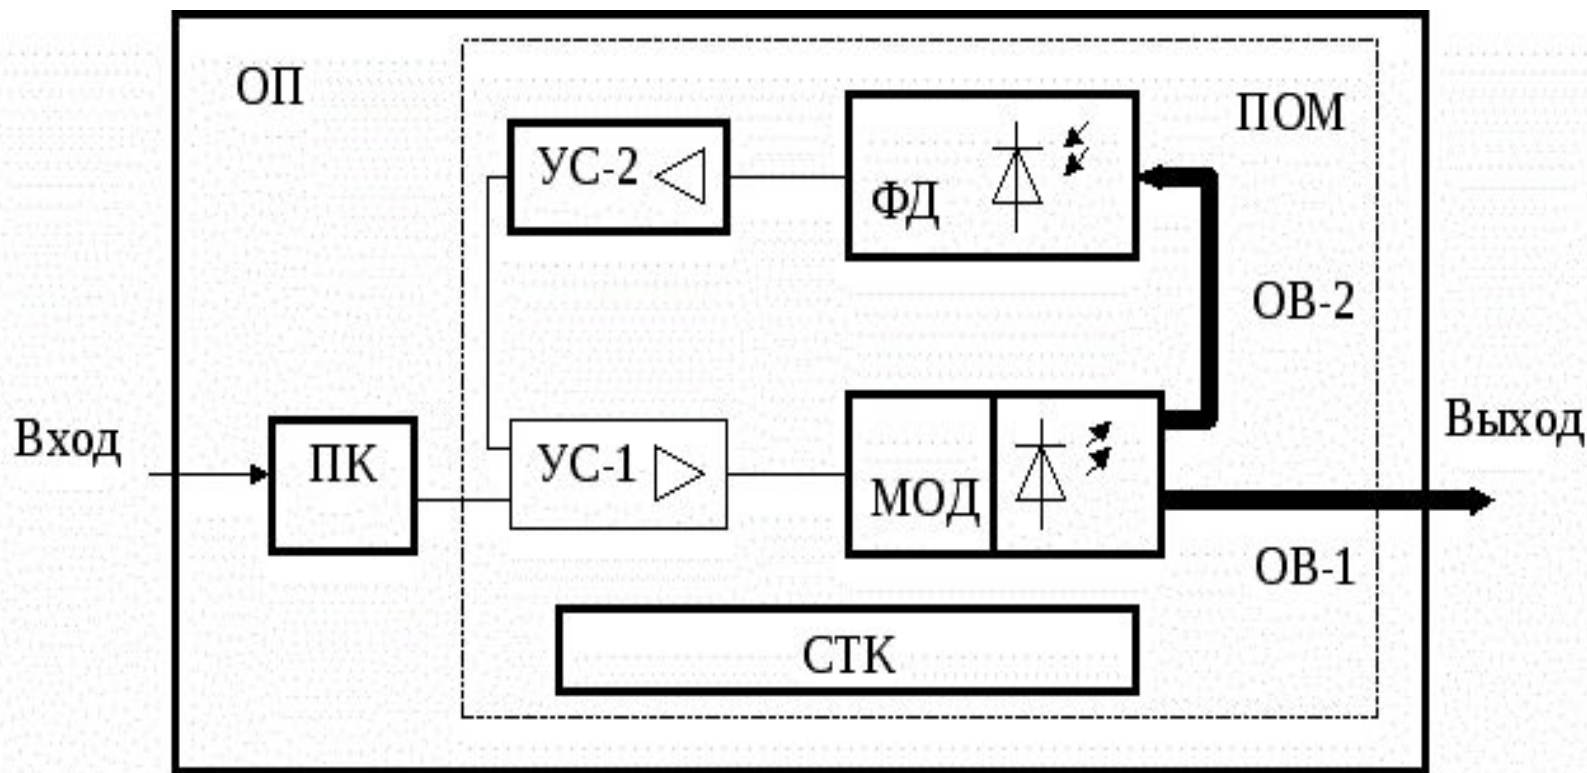 ОП
ПОМ
УС-2
ФД
ОВ-2
Вход
ПК
УС-1
МОД
Выход
ОВ-1
СТК